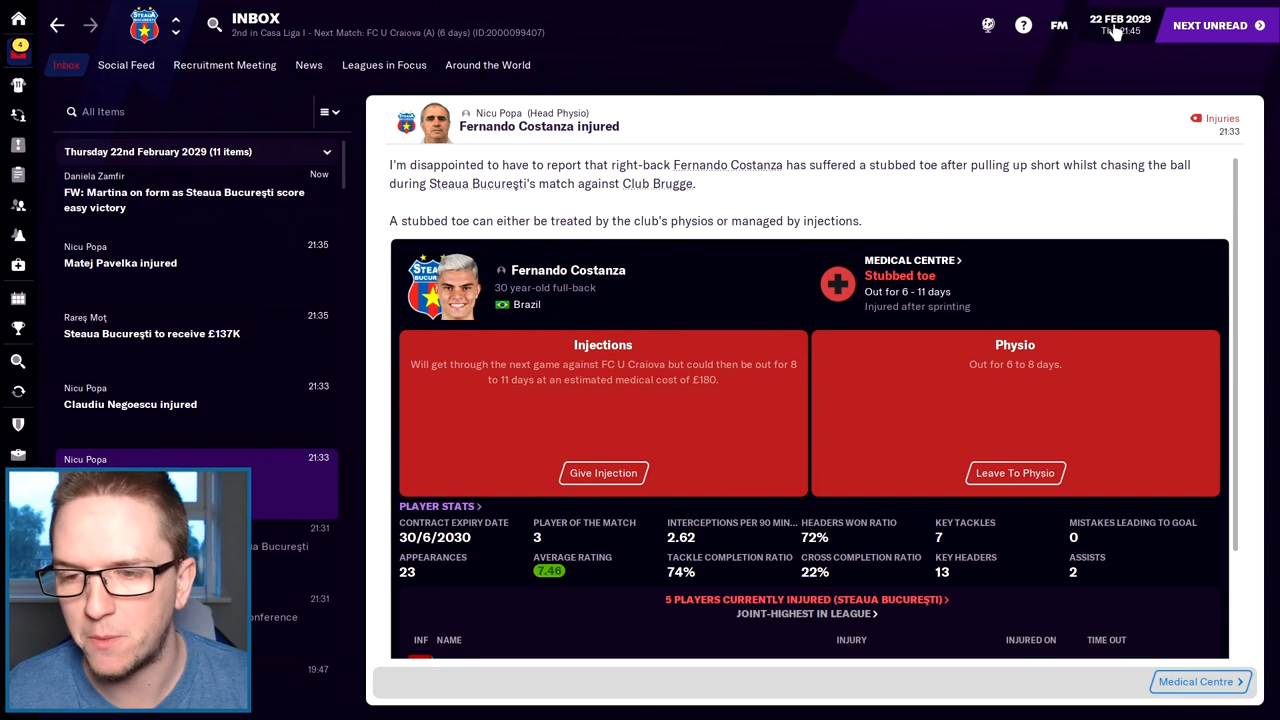 INBOX
2nd in Casa Liga I - Next Match: FC U Craiova (A) (6 days) (ID:2000099407)
4
FM
22 FEB 2029
NEXT UNREAD
Inbox
Social Feed
Recruitment Meeting
News
Leagues in Focus
Around the World
All Items
Thursday 22nd February 2029 (11 items)
Daniela Zamfir
Now
FW: Martina on form as Steaua Bucureşti score
easy victory
Nicu Popa
21:35
Matej Pavelka injured
Rareş Moţ
21:35
Steaua Bucureşti to receive £137K
Nicu Popa
21:33
Claudiu Negoescu injured
Nicu Popa
21:33
21:31
a Bucureşti
21:31
onference
19:47
Nicu Popa (Head Physio)
Fernando Costanza injured
Injuries
21:33
I'm disappointed to have to report that right-back Fernando Costanza has suffered a stubbed toe after pulling up short whilst chasing the ball
during Steaua Bucureşti's match against Club Brugge.
A stubbed toe can either be treated by the club's physios or managed by injections.
Fernando Costanza
30 year-old full-back
Brazil
MEDICAL CENTRE >
Stubbed toe
Out for 6 - 11 days
Injured after sprinting
Injections
Will get through the next game against FC U Craiova but could then be out for 8
to 11 days at an estimated medical cost of £180.
Give Injection
Physio
Out for 6 to 8 days.
Leave To Physio
PLAYER STATS >
CONTRACT EXPIRY DATE
30/6/2030
PLAYER OF THE MATCH
3
INTERCEPTIONS PER 90 MIN...
2.62
HEADERS WON RATIO
72%
KEY TACKLES
7
MISTAKES LEADING TO GOAL
0
APPEARANCES
23
AVERAGE RATING
7.46
TACKLE COMPLETION RATIO
74%
CROSS COMPLETION RATIO
22%
KEY HEADERS
13
ASSISTS
2
5 PLAYERS CURRENTLY INJURED (STEAUA BUCUREŞTI) >
JOINT-HIGHEST IN LEAGUE >
INF NAME
INJURY
INJURED ON
TIME OUT
Medical Centre >